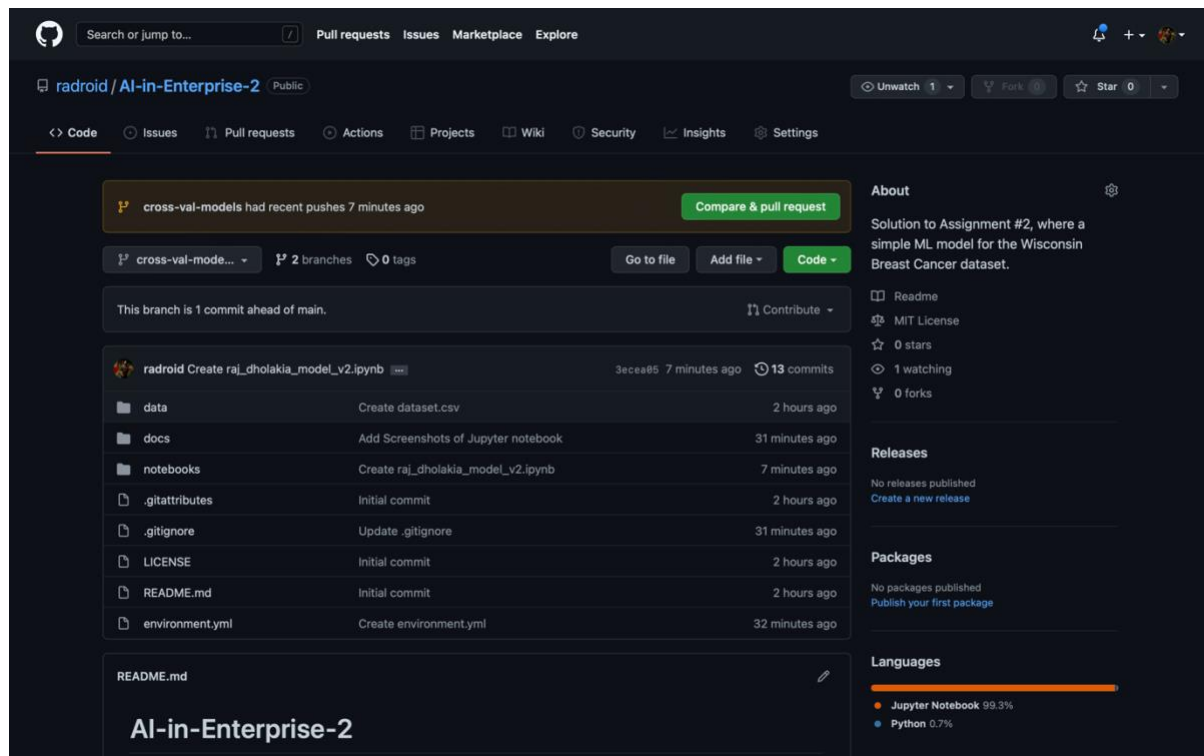 Search or jump to... / Pull requests Issues Marketplace Explore
radroid / AI-in-Enterprise-2 Public
Unwatch 1 Fork 0 Star 0
<> Code Issues Pull requests Actions Projects Wiki Security Insights Settings
cross-val-models had recent pushes 7 minutes ago Compare & pull request
cross-val-mode... 2 branches 0 tags Go to file Add file Code
This branch is 1 commit ahead of main. Contribute
radroid Create raj_dholakia_model_v2.ipynb ... 3ecea05 7 minutes ago 13 commits
data Create dataset.csv 2 hours ago
docs Add Screenshots of Jupyter notebook 31 minutes ago
notebooks Create raj_dholakia_model_v2.ipynb 7 minutes ago
.gitattributes Initial commit 2 hours ago
.gitignore Update .gitignore 31 minutes ago
LICENSE Initial commit 2 hours ago
README.md Initial commit 2 hours ago
environment.yml Create environment.yml 32 minutes ago
README.md
AI-in-Enterprise-2
About
Solution to Assignment #2, where a
simple ML model for the Wisconsin
Breast Cancer dataset.
Readme
MIT License
0 stars
1 watching
0 forks
Releases
No releases published
Create a new release
Packages
No packages published
Publish your first package
Languages
Jupyter Notebook 99.3%
Python 0.7%